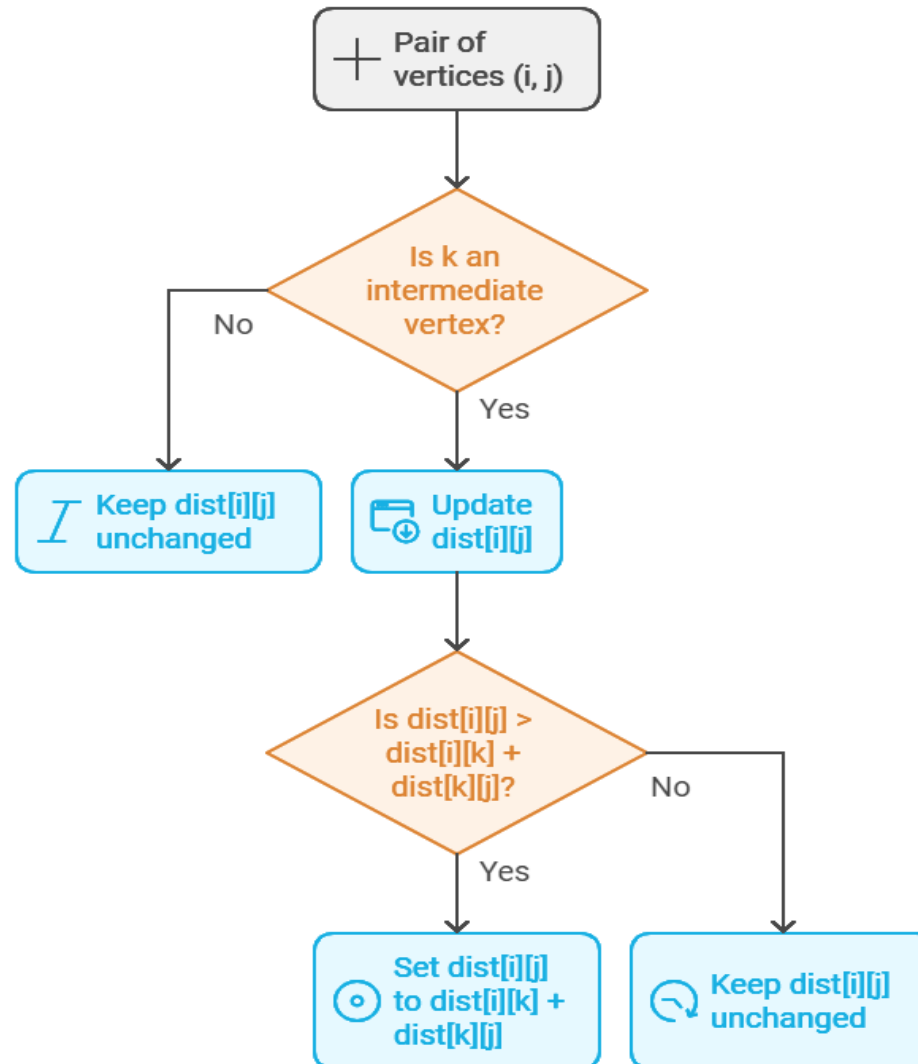 Pair of
vertices (i, j)
Is k an
intermediate
vertex?
No
Yes
Keep dist[i][j]
unchanged
Update
dist[i][j]
Is dist[i][j] >
dist[i][k] +
dist[k][j]?
No
Yes
Set dist[i][j]
to dist[i][k] +
dist[k][j]
Keep dist[i][j]
unchanged